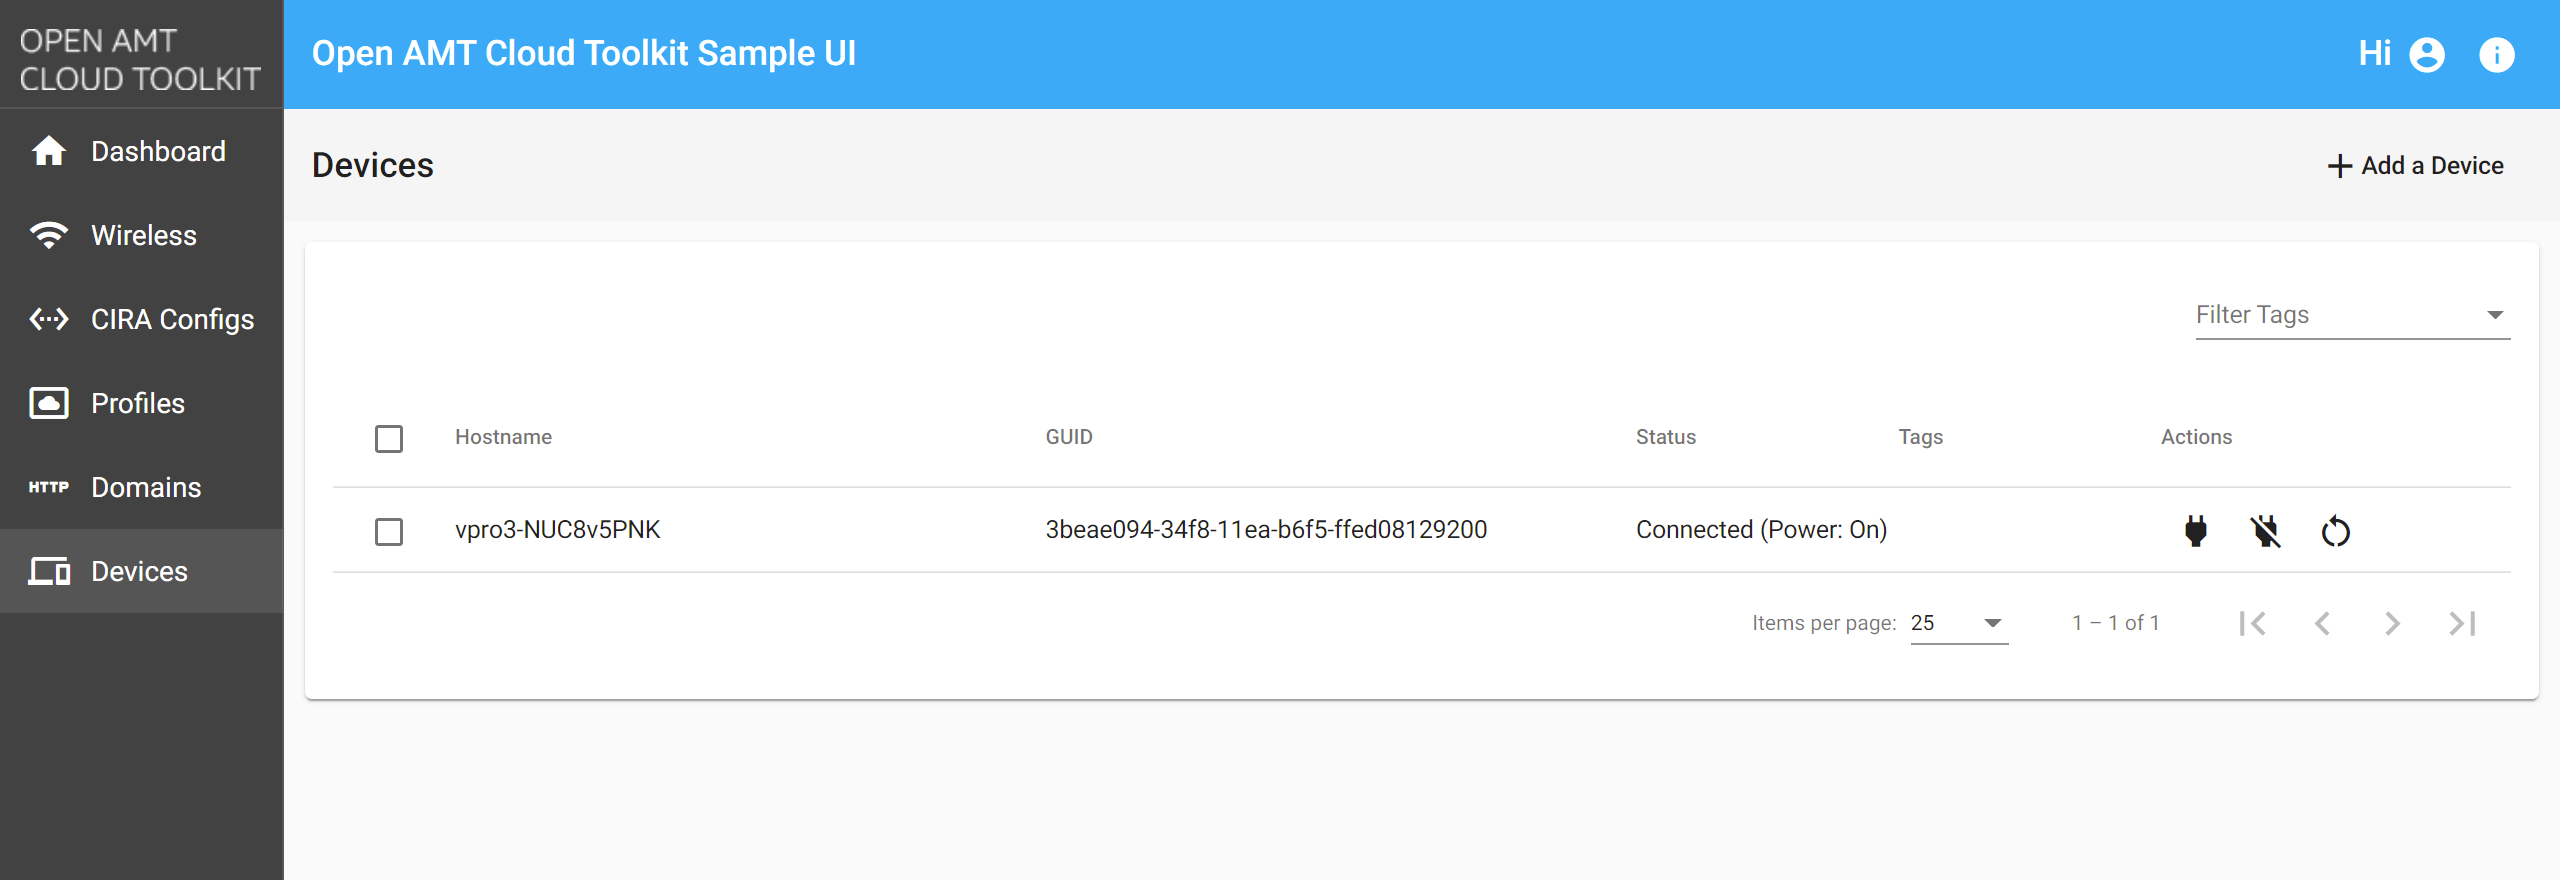 OPEN AMT
CLOUD TOOLKIT
Open AMT Cloud Toolkit Sample UI
Hi
Dashboard
Wireless
CIRA Configs
Profiles
HTTP Domains
Devices
Devices
Add a Device
Filter Tags
Hostname GUID Status Tags Actions
vpro3-NUC8v5PNK 3beae094-34f8-11ea-b6f5-ffed08129200 Connected (Power: On)
Items per page: 25 1 – 1 of 1